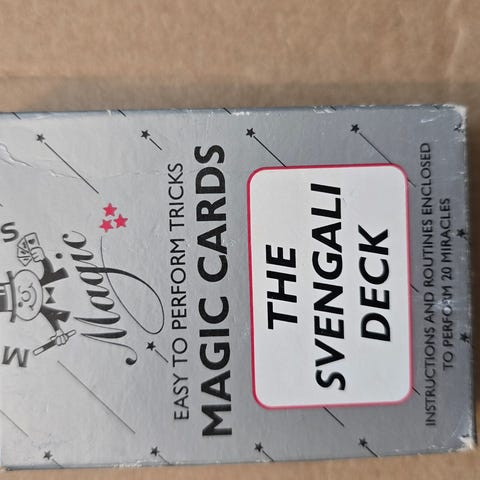 S
M
Magic
EASY TO PERFORM TRICKS
MAGIC CARDS
THE
SVENGALI
DECK
INSTRUCTIONS AND ROUTINES ENCLOSED
TO PERFORM 20 MIRACLES